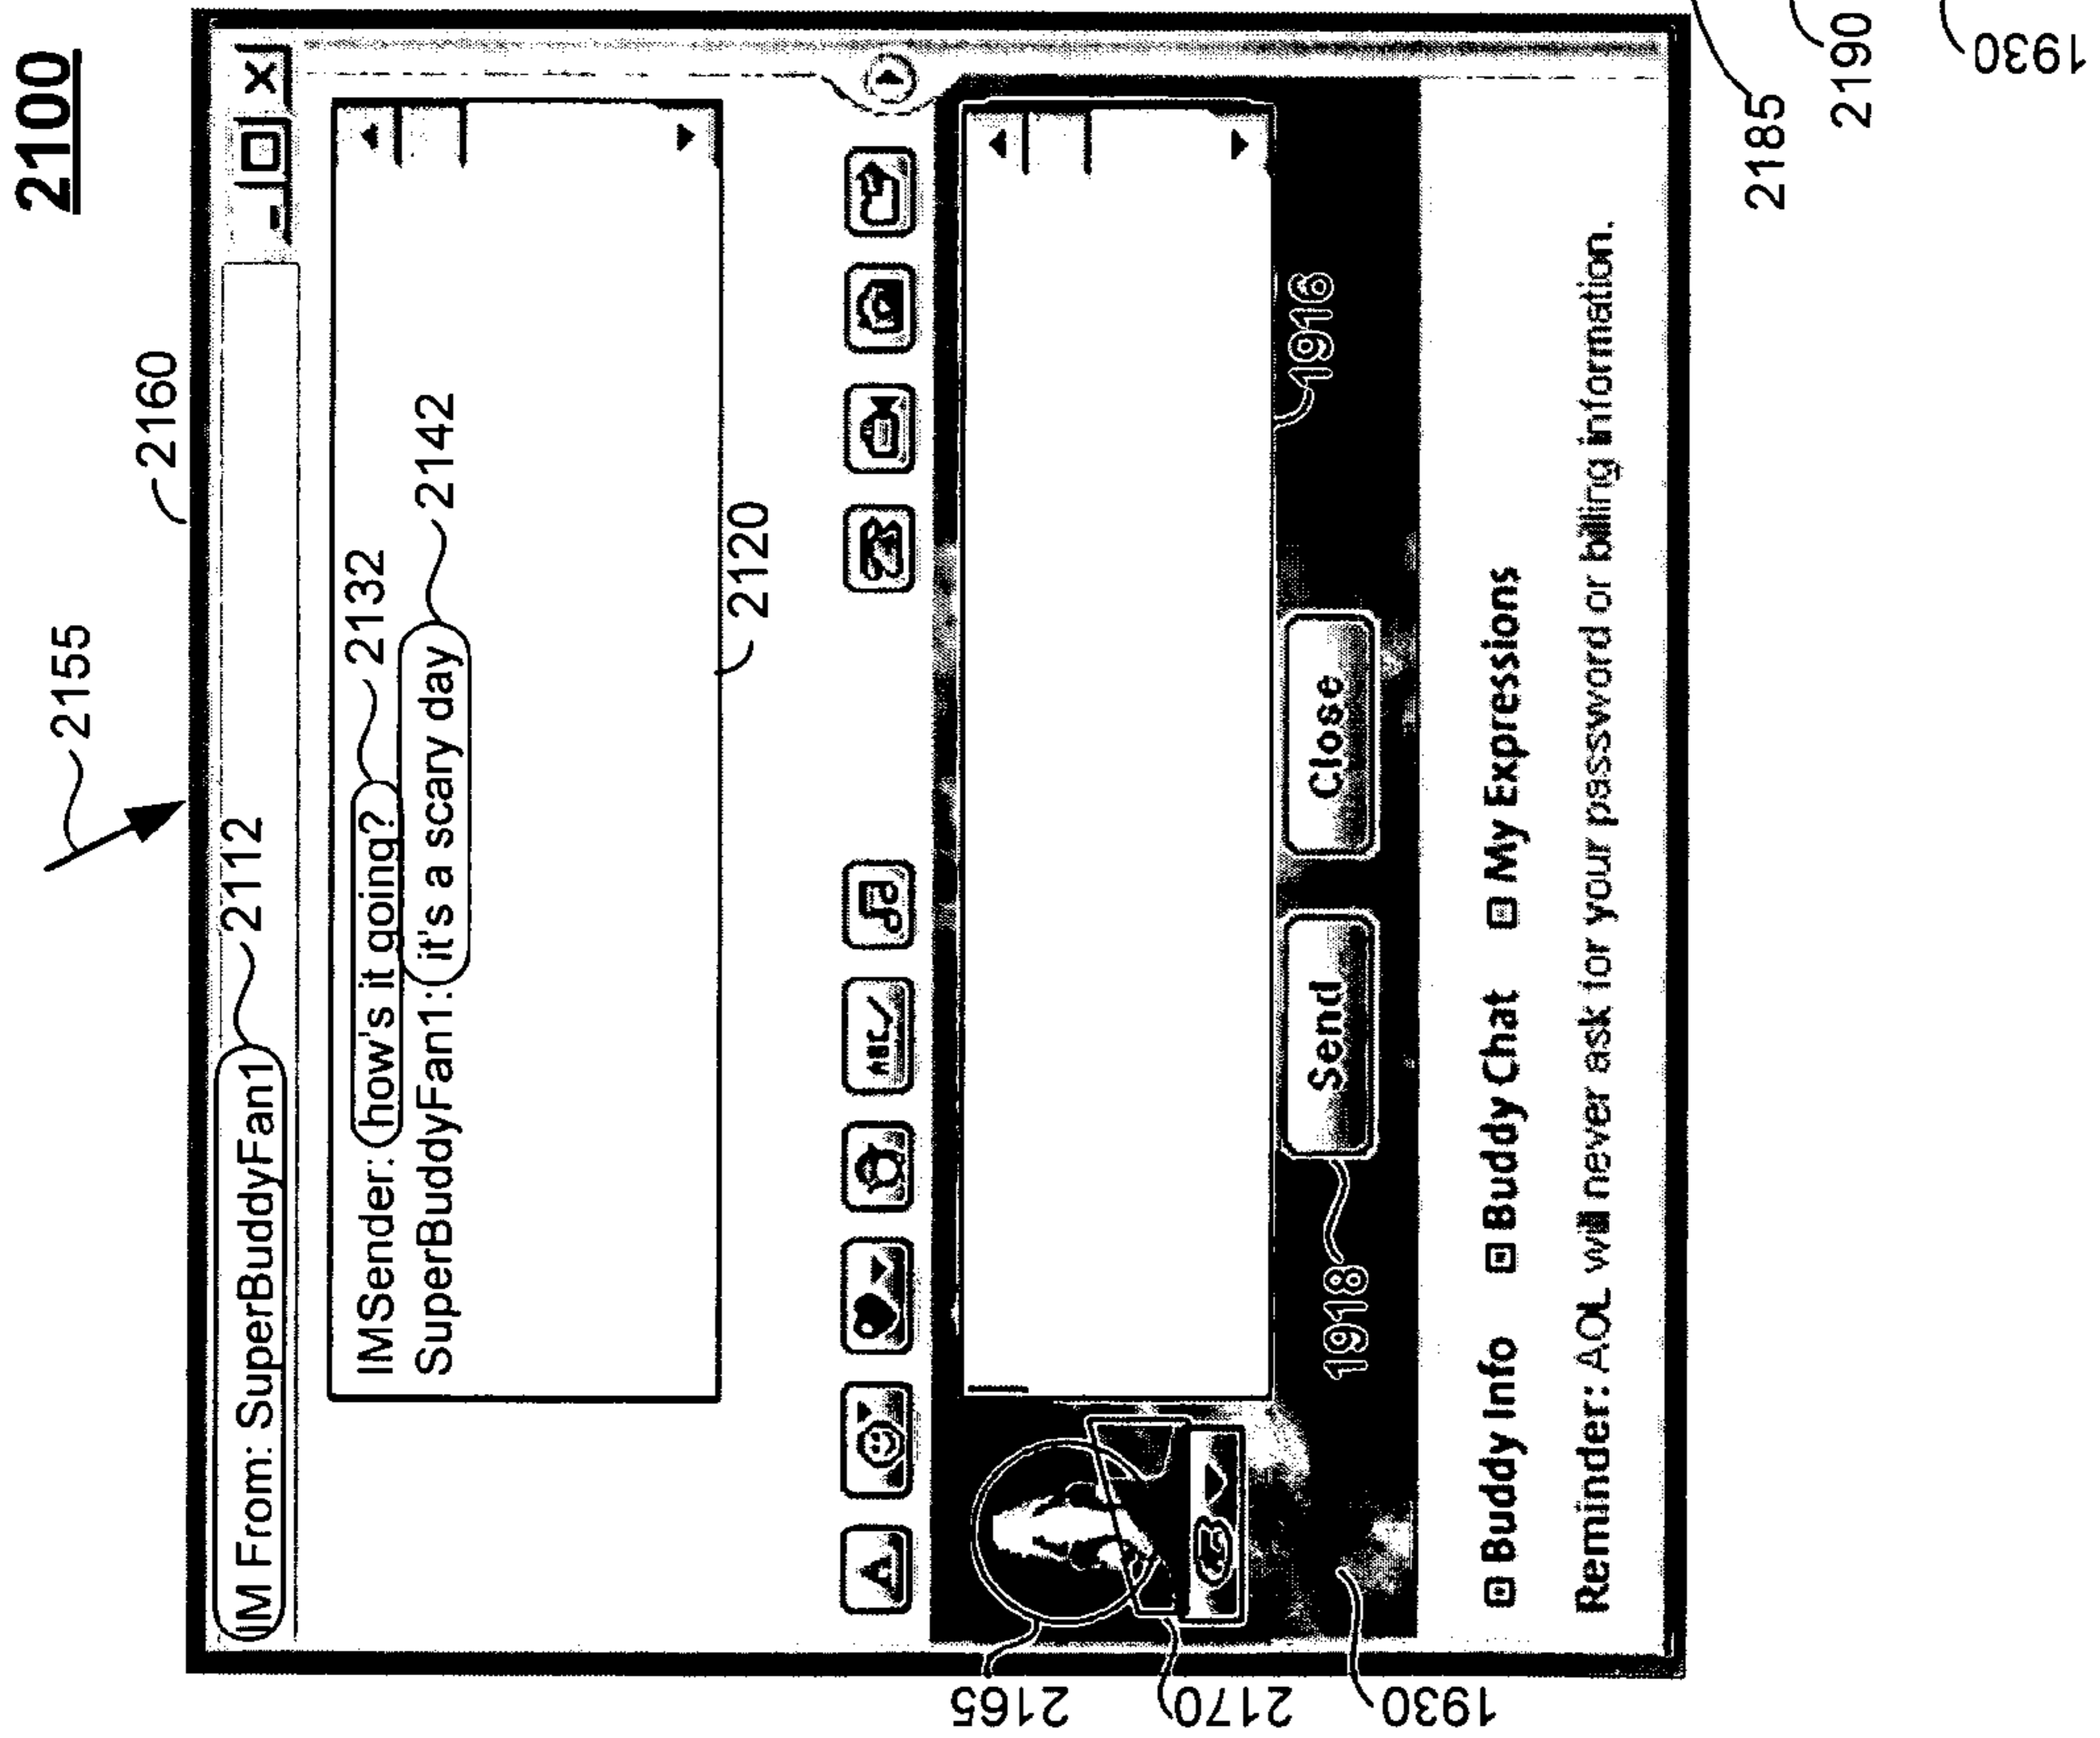 2100
2155
2160
IM From: SuperBuddyFan1
2112
X
IMSender: how's it going?
2132
SuperBuddyFan1: it's a scary day
2142
2120
A
ABC
2165
2170
1930
1916
Send
Close
1918
Buddy Info
Buddy Chat
My Expressions
Reminder: AOL will never ask for your password or billing information.
2185
2190
1930